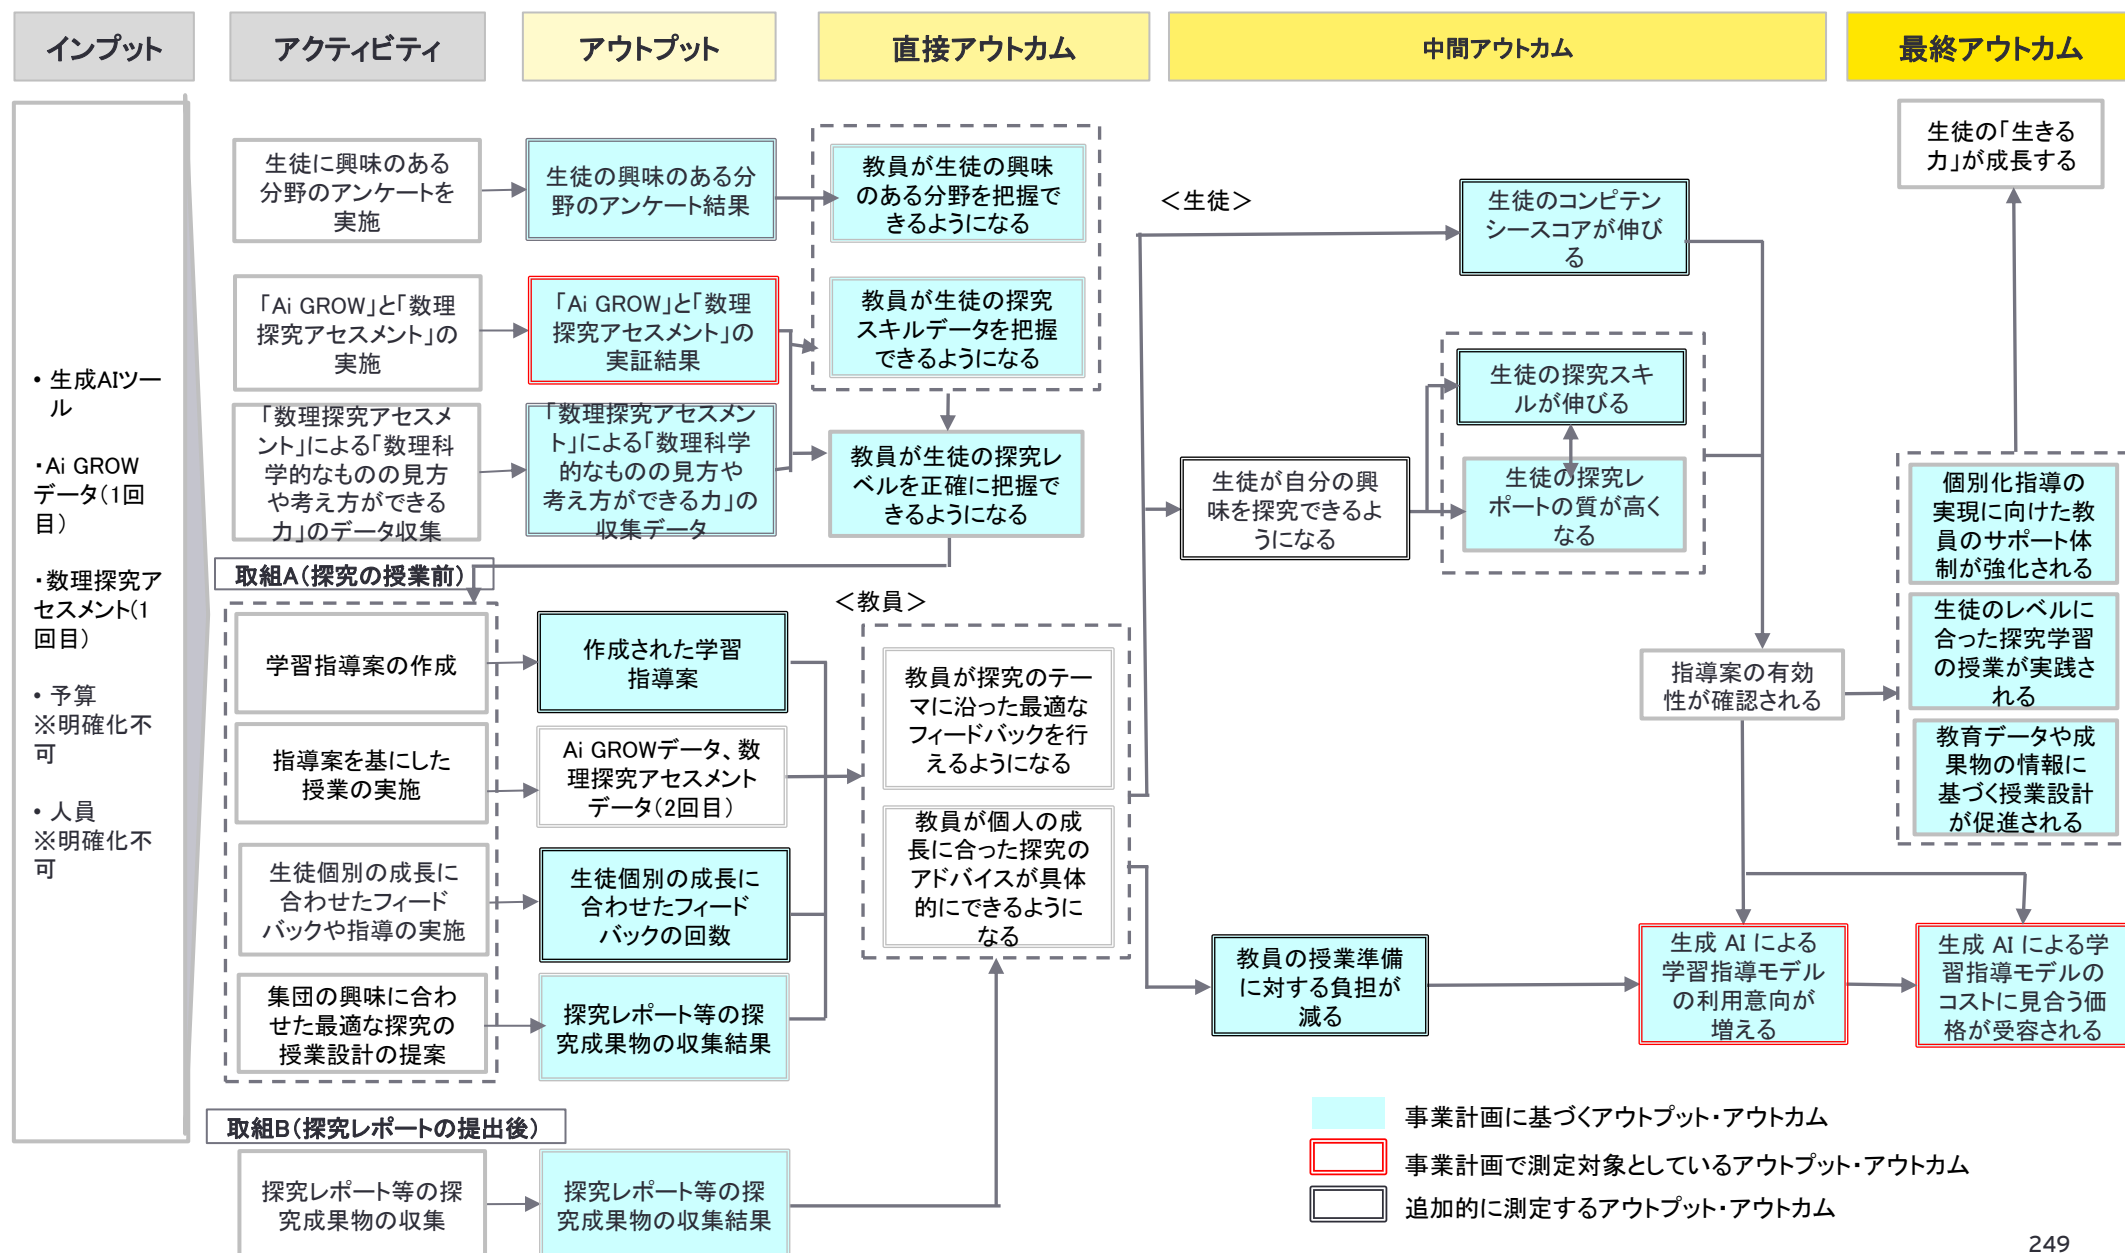 インプット
アクティビティ
アウトプット
直接アウトカム
中間アウトカム
最終アウトカム
• 生成AIツー
ル
・Ai GROW
データ（1回
目）
・数理探究ア
セスメント（1
回目）
• 予算
※明確化不
可
• 人員
※明確化不
可
生徒に興味のある
分野のアンケートを
実施
生徒の興味のある分
野のアンケート結果
教員が生徒の興味
のある分野を把握で
きるようになる
「Ai GROW」と「数理
探究アセスメント」の
実施
「Ai GROW」と「数理
探究アセスメント」の
実証結果
教員が生徒の探究
スキルデータを把握
できるようになる
「数理探究アセスメ
ント」による「数理科
学的なものの見方
や考え方ができる
力」のデータ収集
「数理探究アセスメン
ト」による「数理科学
的なものの見方や
考え方ができる力」の
収集データ
教員が生徒の探究レ
ベルを正確に把握で
きるようになる
取組A（探究の授業前）
学習指導案の作成
作成された学習
指導案
指導案を基にした
授業の実施
Ai GROWデータ、数
理探究アセスメント
データ（2回目）
生徒個別の成長に
合わせたフィード
バックや指導の実施
生徒個別の成長に
合わせたフィード
バックの回数
集団の興味に合わ
せた最適な探究の
授業設計の提案
探究レポート等の探
究成果物の収集結果
＜教員＞
教員が探究のテー
マに沿った最適な
フィードバックを行
えるようになる
教員が個人の成
長に合った探究の
アドバイスが具体
的にできるように
なる
取組B（探究レポートの提出後）
探究レポート等の探
究成果物の収集
探究レポート等の探
究成果物の収集結果
＜生徒＞
生徒のコンピテン
シースコアが伸び
る
生徒が自分の興
味を探究できるよ
うになる
生徒の探究スキ
ルが伸びる
生徒の探究レ
ポートの質が高く
なる
指導案の有効
性が確認される
教員の授業準備
に対する負担が
減る
生成 AI による
学習指導モデル
の利用意向が
増える
生成 AI による学
習指導モデルの
コストに見合う価
格が受容される
生徒の「生きる
力」が成長する
個別化指導の
実現に向けた教
員のサポート体
制が強化される
生徒のレベルに
合った探究学習
の授業が実践さ
れる
教育データや成
果物の情報に
基づく授業設計
が促進される
事業計画に基づくアウトプット・アウトカム
事業計画で測定対象としているアウトプット・アウトカム
追加的に測定するアウトプット・アウトカム
249